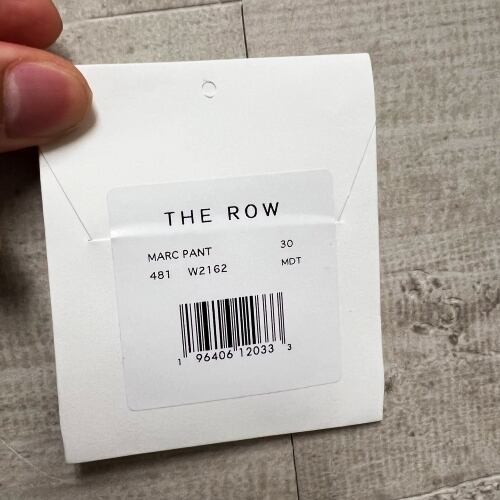 THE ROW
MARC PANT 30
481 W2162 MDT
1 96406 12033 3